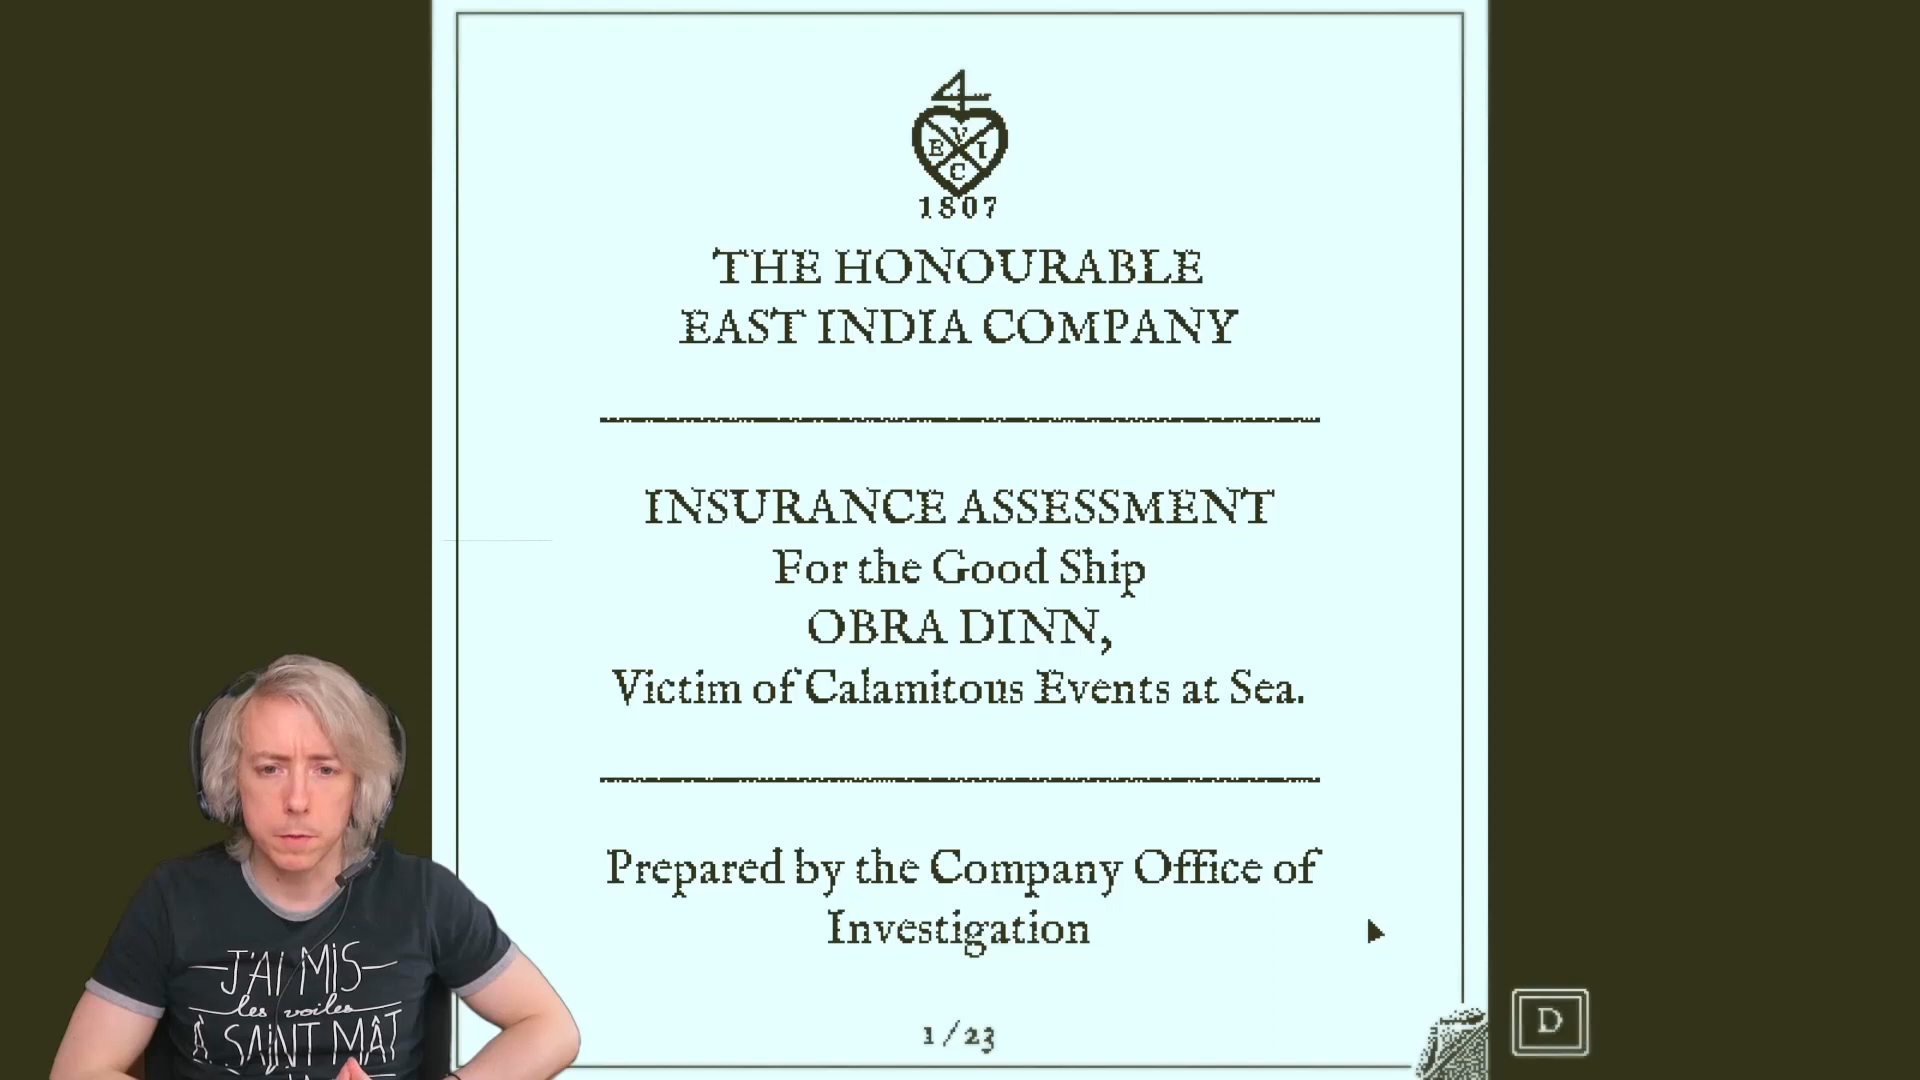 4
V
E I
C
1807
THE HONOURABLE
EAST INDIA COMPANY
INSURANCE ASSESSMENT
For the Good Ship
OBRA DINN,
Victim of Calamitous Events at Sea.
Prepared by the Company Office of
Investigation
1 / 23
D
J'AI MIS
les voiles
À SAINT MÂT